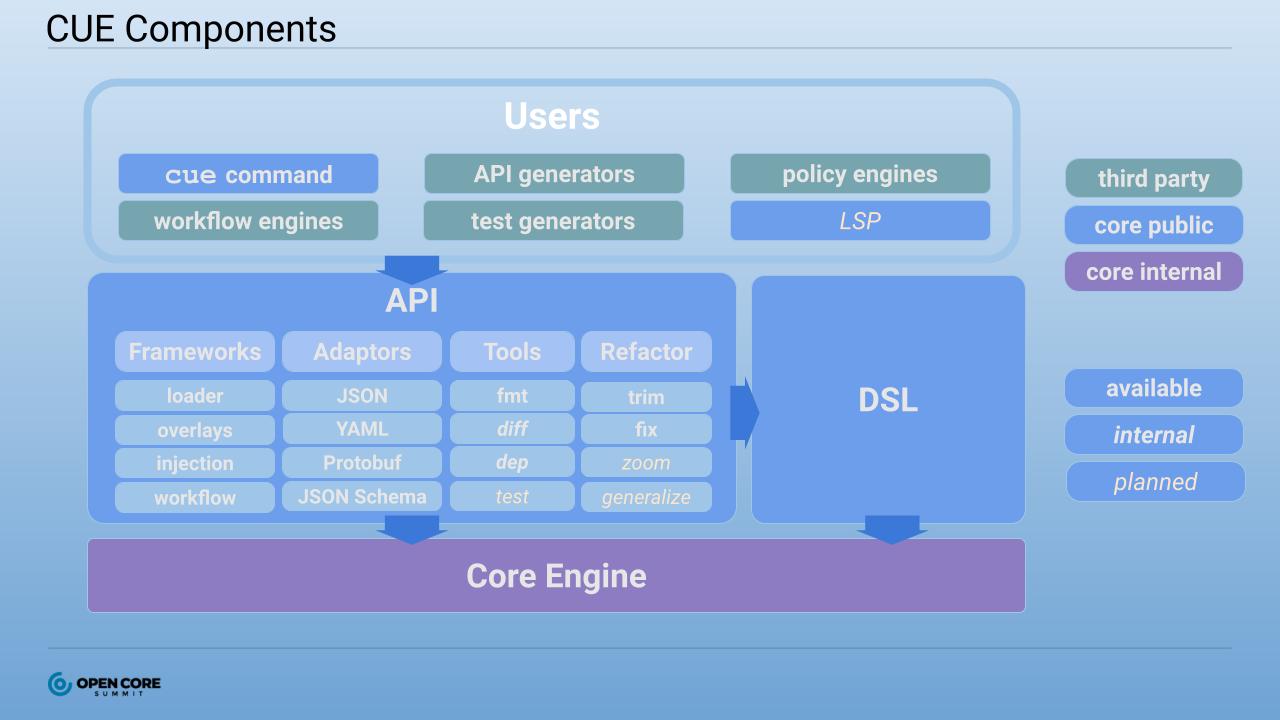 CUE Components
Users
cue command
API generators
policy engines
workflow engines
test generators
LSP
third party
core public
core internal
API
Frameworks
Adaptors
Tools
Refactor
loader
JSON
fmt
trim
overlays
YAML
diff
fix
injection
Protobuf
dep
zoom
workflow
JSON Schema
test
generalize
DSL
available
internal
planned
Core Engine
OPEN CORE
SUMMIT